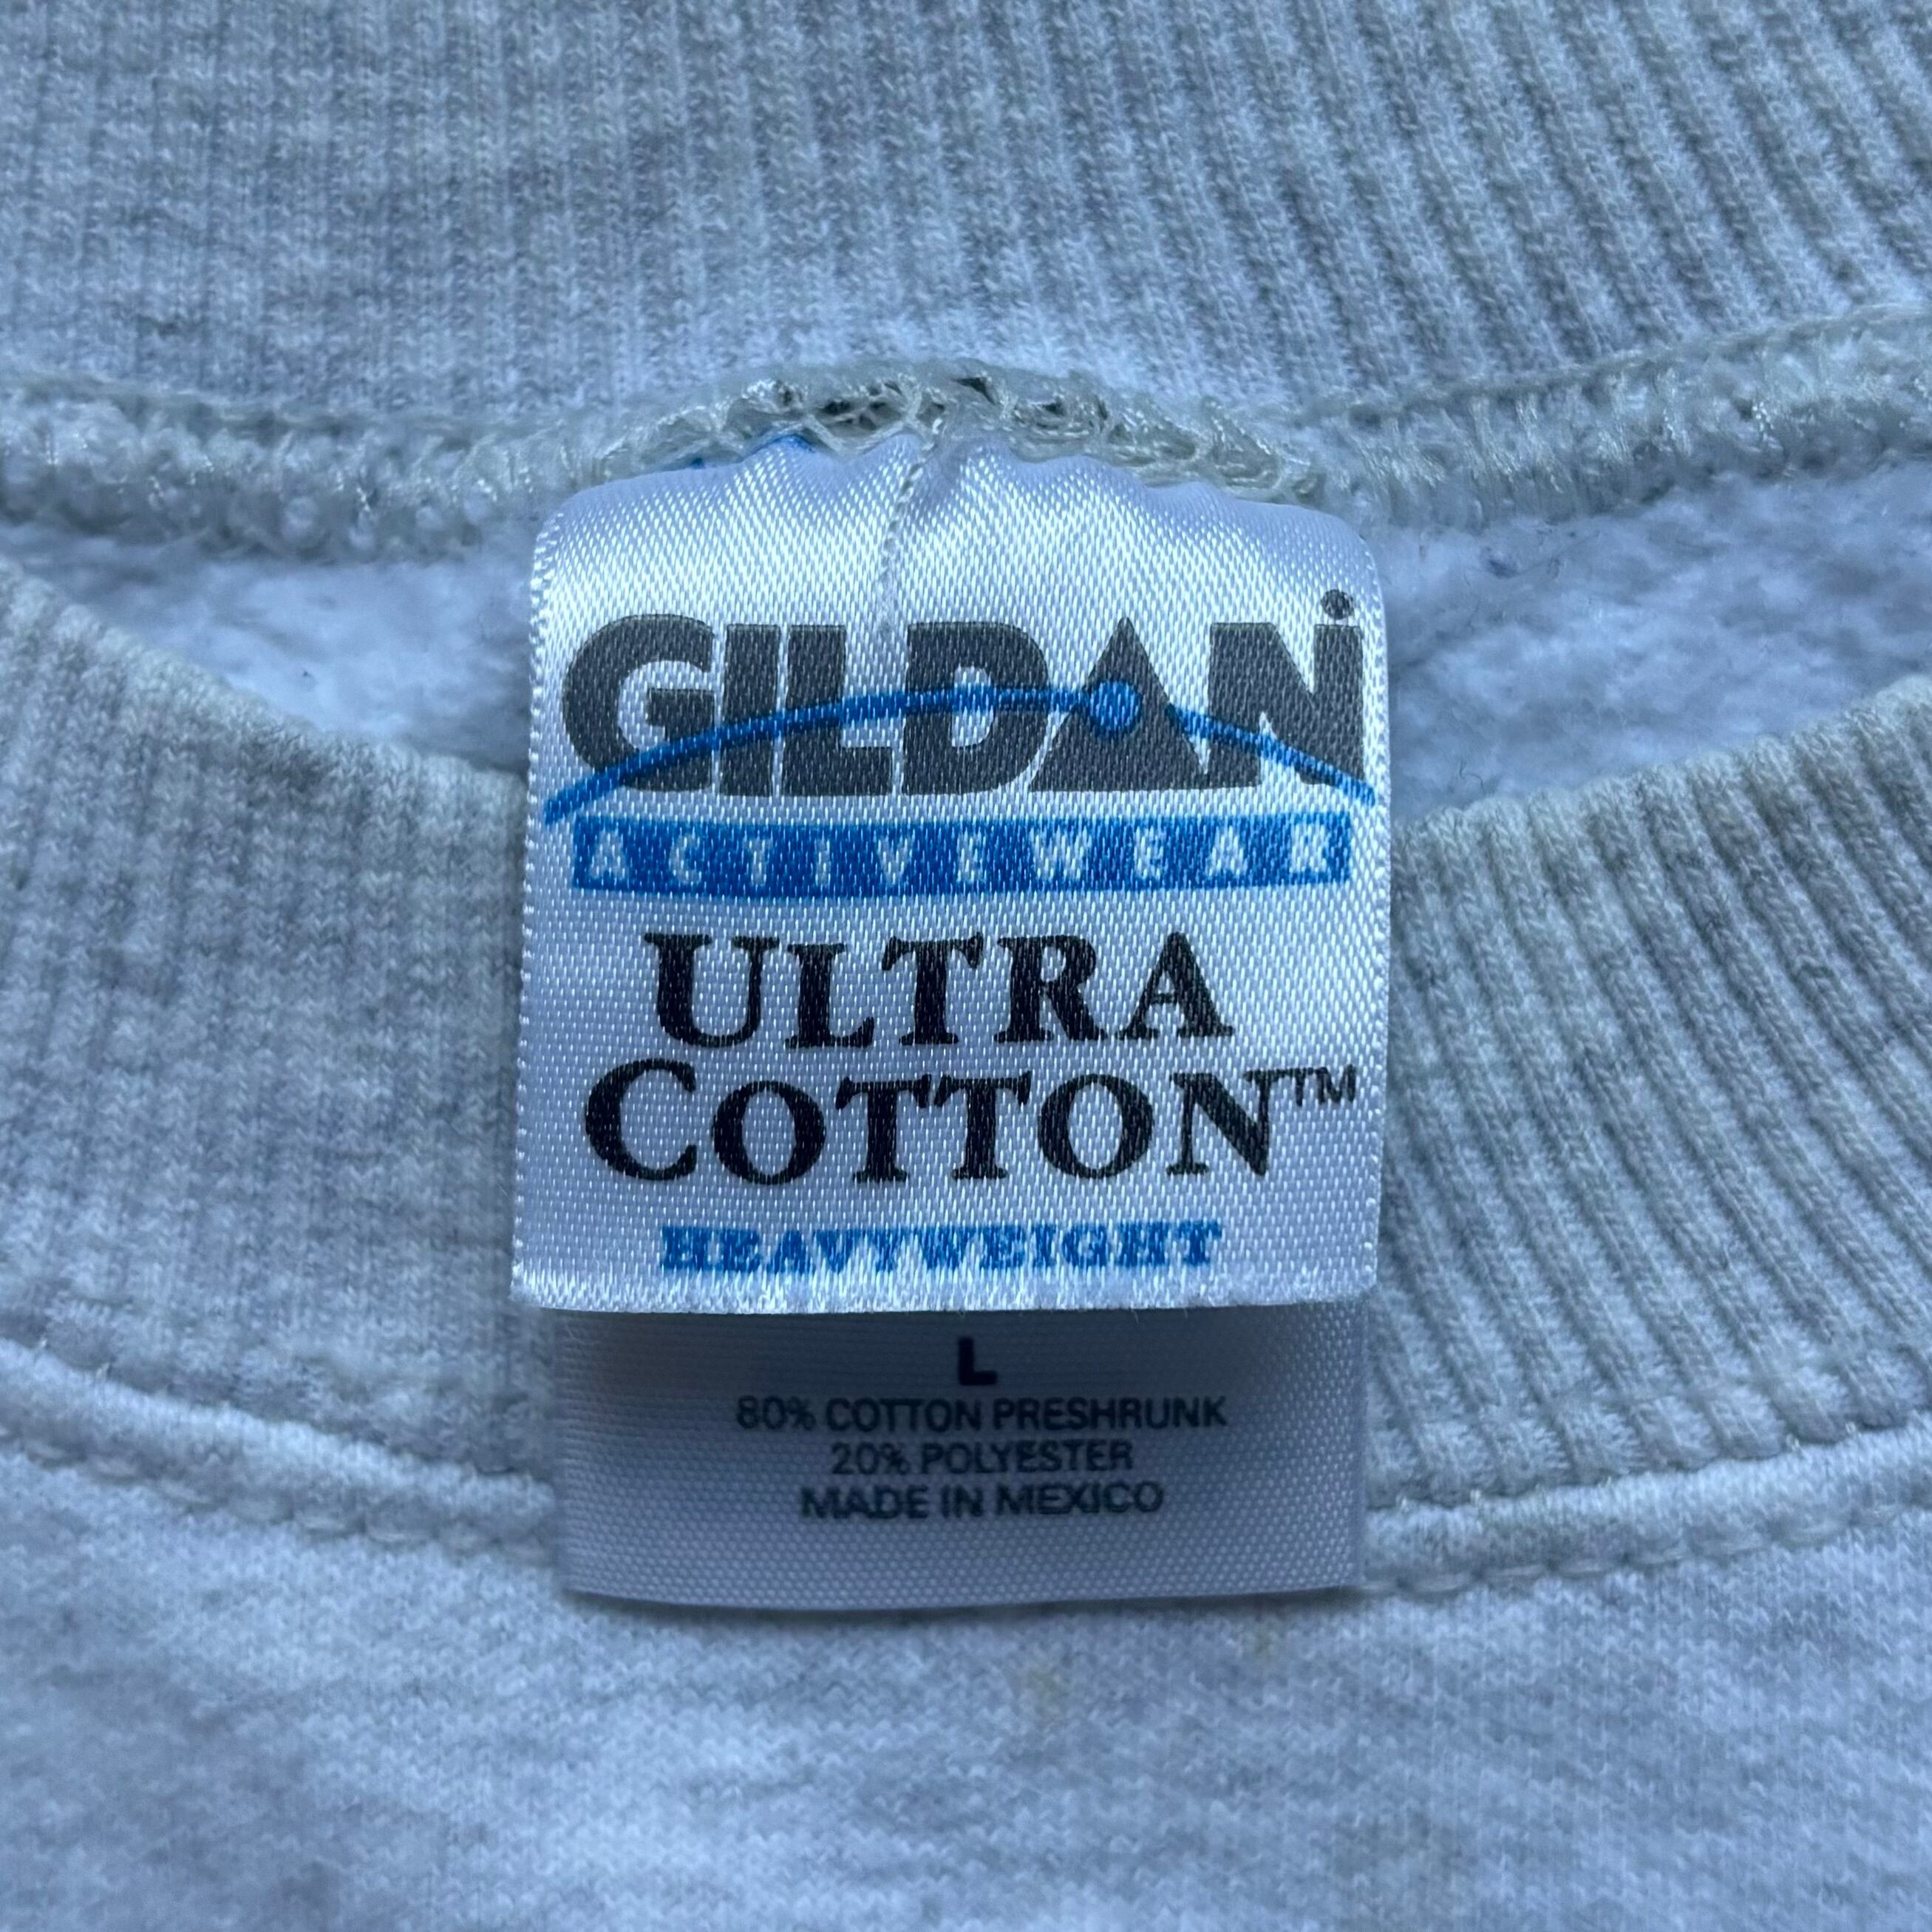 GILDAN
ACTIVEWEAR
ULTRA
COTTON™
HEAVYWEIGHT
L
80% COTTON PRESHRUNK
20% POLYESTER
MADE IN MEXICO